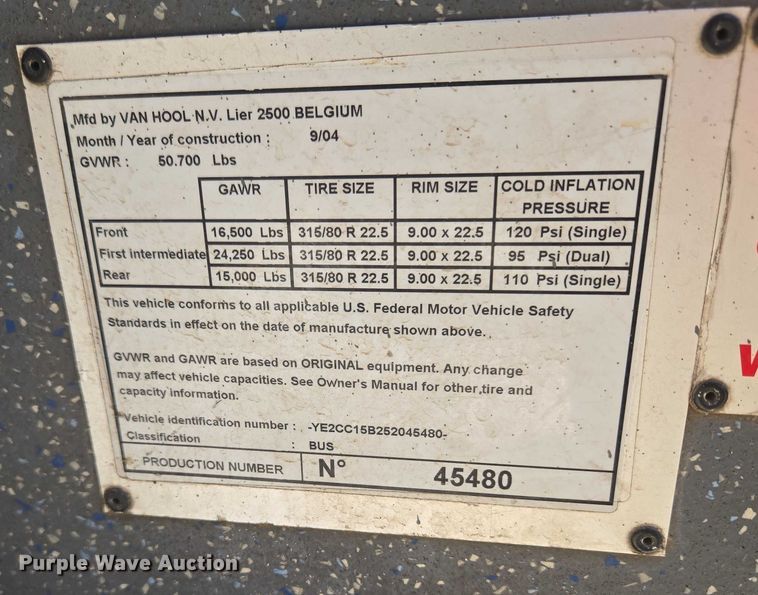 Mfd by VAN HOOL N.V. Lier 2500 BELGIUM
Month / Year of construction : 9/04
GVWR : 50.700 Lbs
GAWR TIRE SIZE RIM SIZE COLD INFLATION PRESSURE
Front 16,500 Lbs 315/80 R 22.5 9.00 x 22.5 120 Psi (Single)
First intermediate 24,250 Lbs 315/80 R 22.5 9.00 x 22.5 95 Psi (Dual)
Rear 15,000 Lbs 315/80 R 22.5 9.00 x 22.5 110 Psi (Single)
This vehicle conforms to all applicable U.S. Federal Motor Vehicle Safety
Standards in effect on the date of manufacture shown above.
GVWR and GAWR are based on ORIGINAL equipment. Any change
may affect vehicle capacities. See Owner's Manual for other tire and
capacity information.
Vehicle identification number : -YE2CC15B252045480-
Classification : BUS
PRODUCTION NUMBER N° 45480
Purple Wave Auction